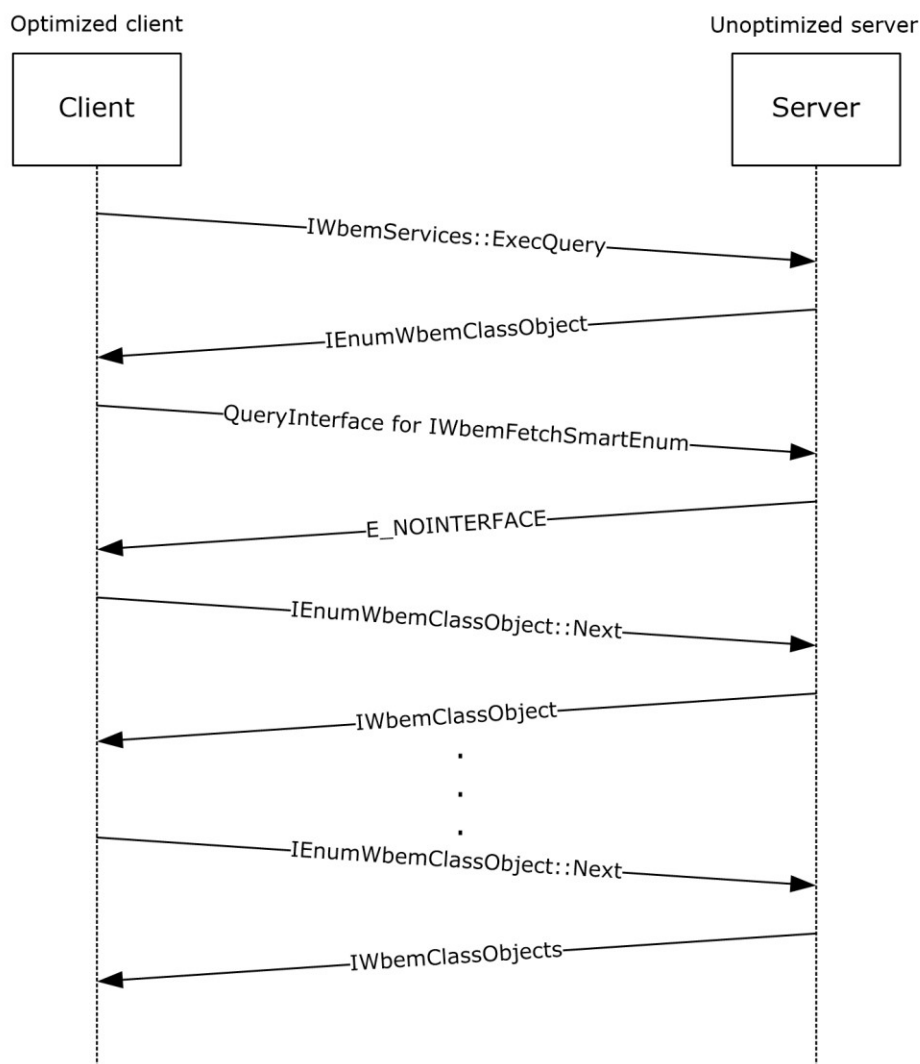 Optimized client
Unoptimized server
Client
Server
IWbemServices::ExecQuery
IEnumWbemClassObject
QueryInterface for IWbemFetchSmartEnum
E_NOINTERFACE
IEnumWbemClassObject::Next
IWbemClassObject
.
.
.
IEnumWbemClassObject::Next
IWbemClassObjects